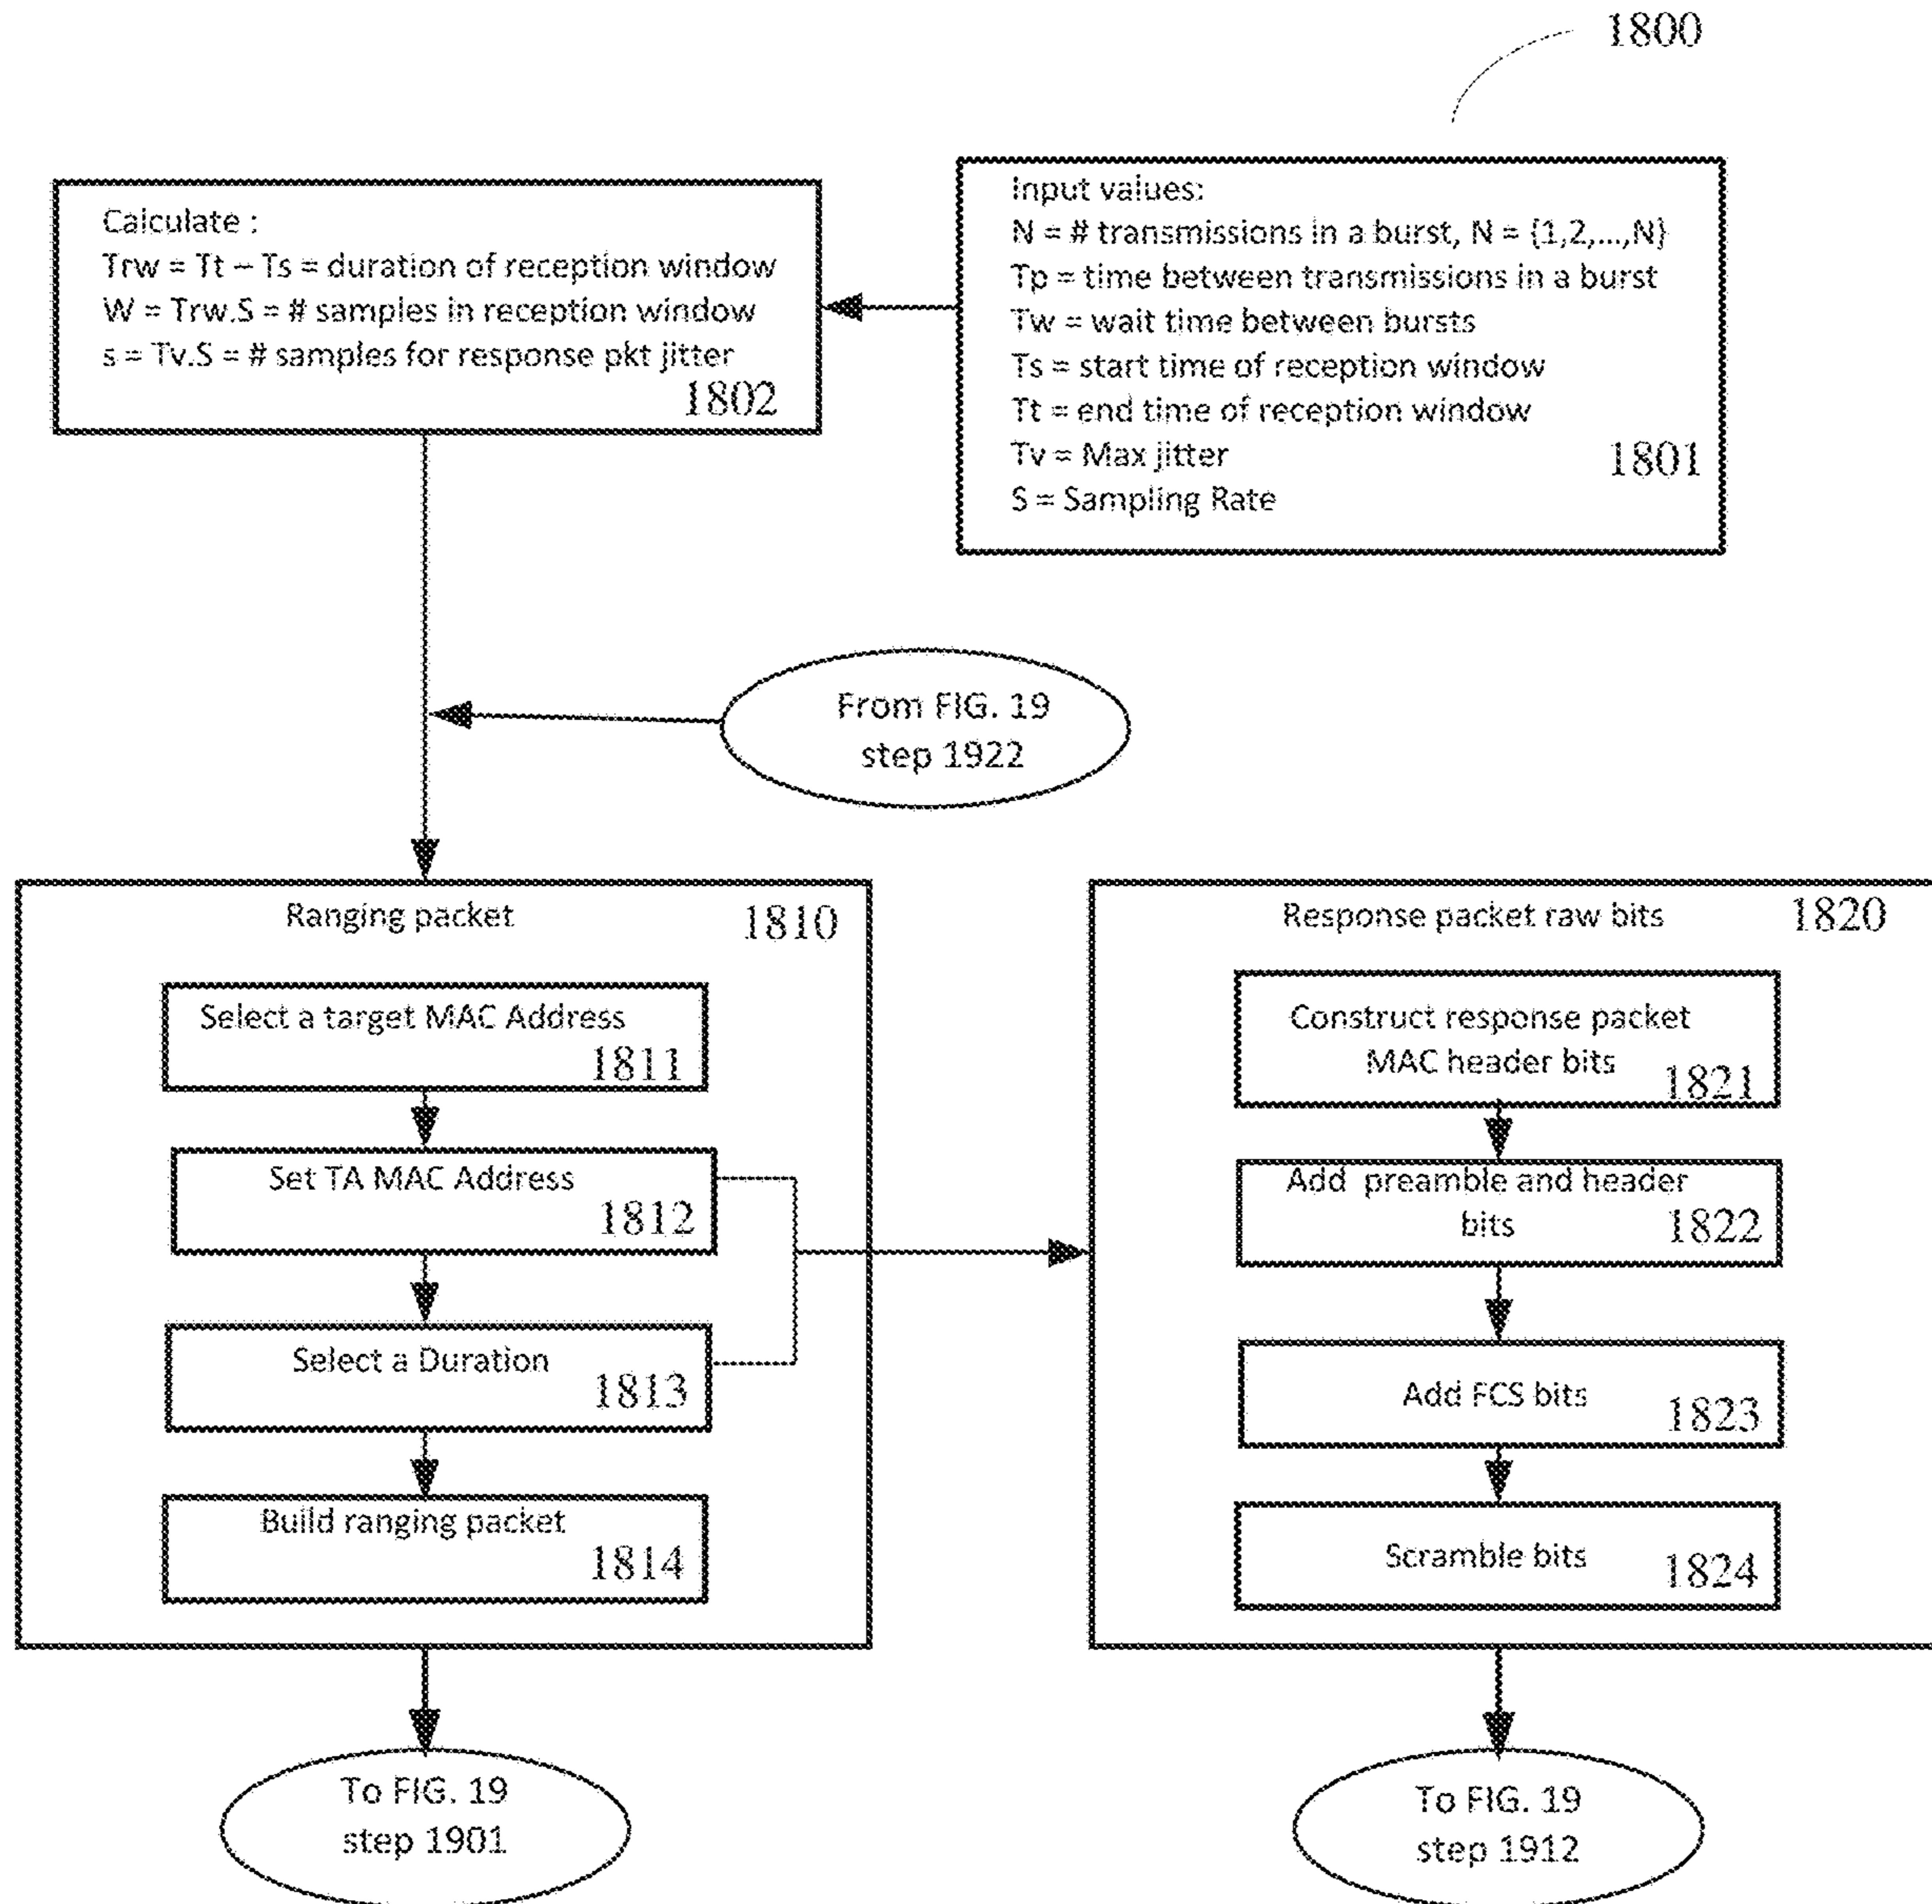 1800
Calculate :
Trw = Tt – Ts = duration of reception window
W = Trw.S = # samples in reception window
s = Tv.S = # samples for response pkt jitter
1802
Input values:
N = # transmissions in a burst, N = {1,2,...,N}
Tp = time between transmissions in a burst
Tw = wait time between bursts
Ts = start time of reception window
Tt = end time of reception window
Tv = Max jitter
1801
S = Sampling Rate
From FIG. 19
step 1922
Ranging packet
1810
Select a target MAC Address
1811
Set TA MAC Address
1812
Select a Duration
1813
Build ranging packet
1814
Response packet raw bits
1820
Construct response packet
MAC header bits
1821
Add preamble and header
bits
1822
Add FCS bits
1823
Scramble bits
1824
To FIG. 19
step 1901
To FIG. 19
step 1912